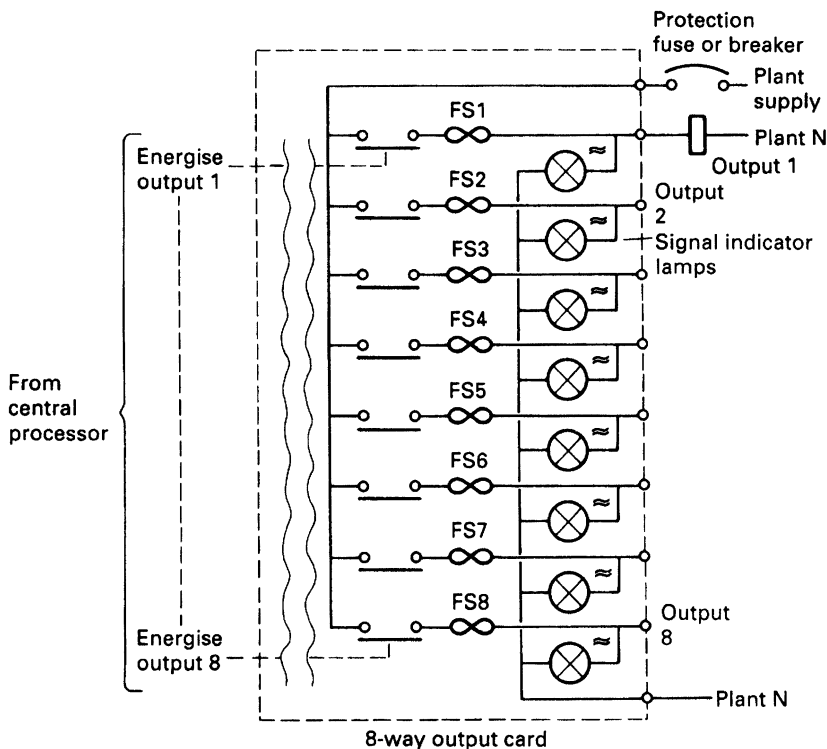 Protection
fuse or breaker
Plant
supply
FS1
Plant N
Energise
output 1
Output 1
FS2
Output
2
Signal indicator
lamps
FS3
FS4
From
central
processor
FS5
FS6
FS7
FS8
Output
8
Energise
output 8
Plant N
8-way output card